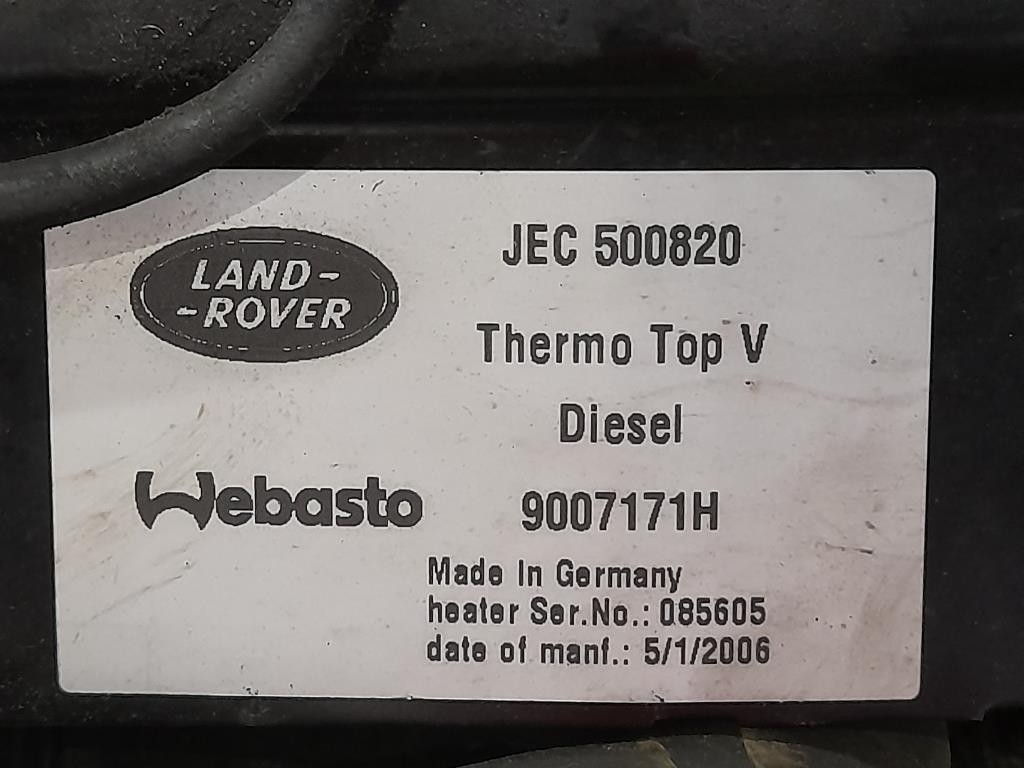 LAND-
-ROVER
JEC 500820
Thermo Top V
Diesel
Webasto
9007171H
Made In Germany
heater Ser.No.: 085605
date of manf.: 5/1/2006